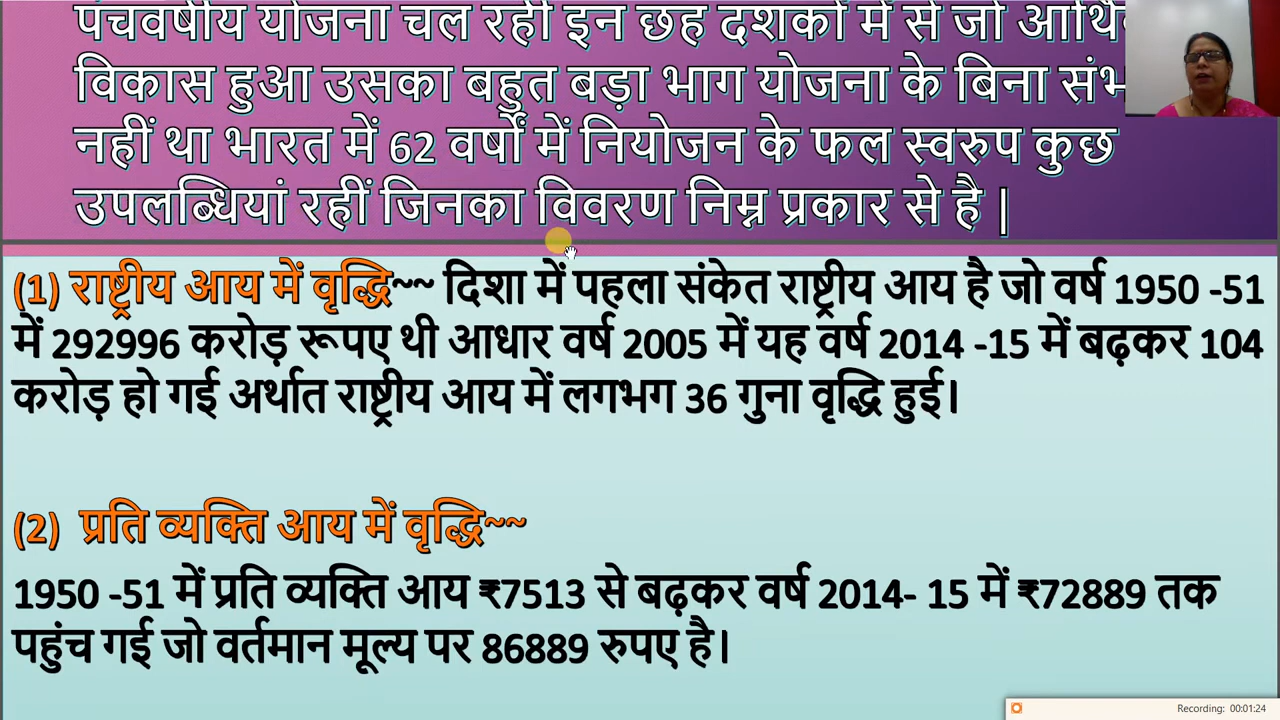 पंचवर्षीय योजना चल रही इन छह दशकों में से जो
विकास हुआ उसका बहुत बड़ा भाग योजना के बिना
नहीं था भारत में 62 वर्षों में नियोजन के फल स्वरुप कुछ
उपलब्धियां रहीं जिनका विवरण निम्न प्रकार से है |
(1) राष्ट्रीय आय में वृद्धि~~ दिशा में पहला संकेत राष्ट्रीय आय है जो वर्ष 1950 -51
में 292996 करोड़ रूपए थी आधार वर्ष 2005 में यह वर्ष 2014 -15 में बढ़कर 104
करोड़ हो गई अर्थात राष्ट्रीय आय में लगभग 36 गुना वृद्धि हुई।
(2) प्रति व्यक्ति आय में वृद्धि~~
1950 -51 में प्रति व्यक्ति आय ₹7513 से बढ़कर वर्ष 2014- 15 में ₹72889 तक
पहुंच गई जो वर्तमान मूल्य पर 86889 रुपए है।
Recording: 00:01:24